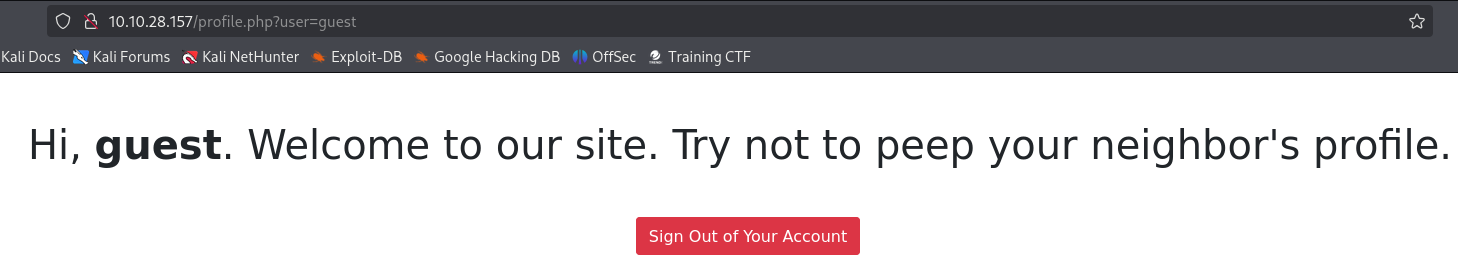 10.10.28.157/profile.php?user=guest
Kali Docs Kali Forums Kali NetHunter Exploit-DB Google Hacking DB OffSec Training CTF
Hi, guest. Welcome to our site. Try not to peep your neighbor's profile.
Sign Out of Your Account